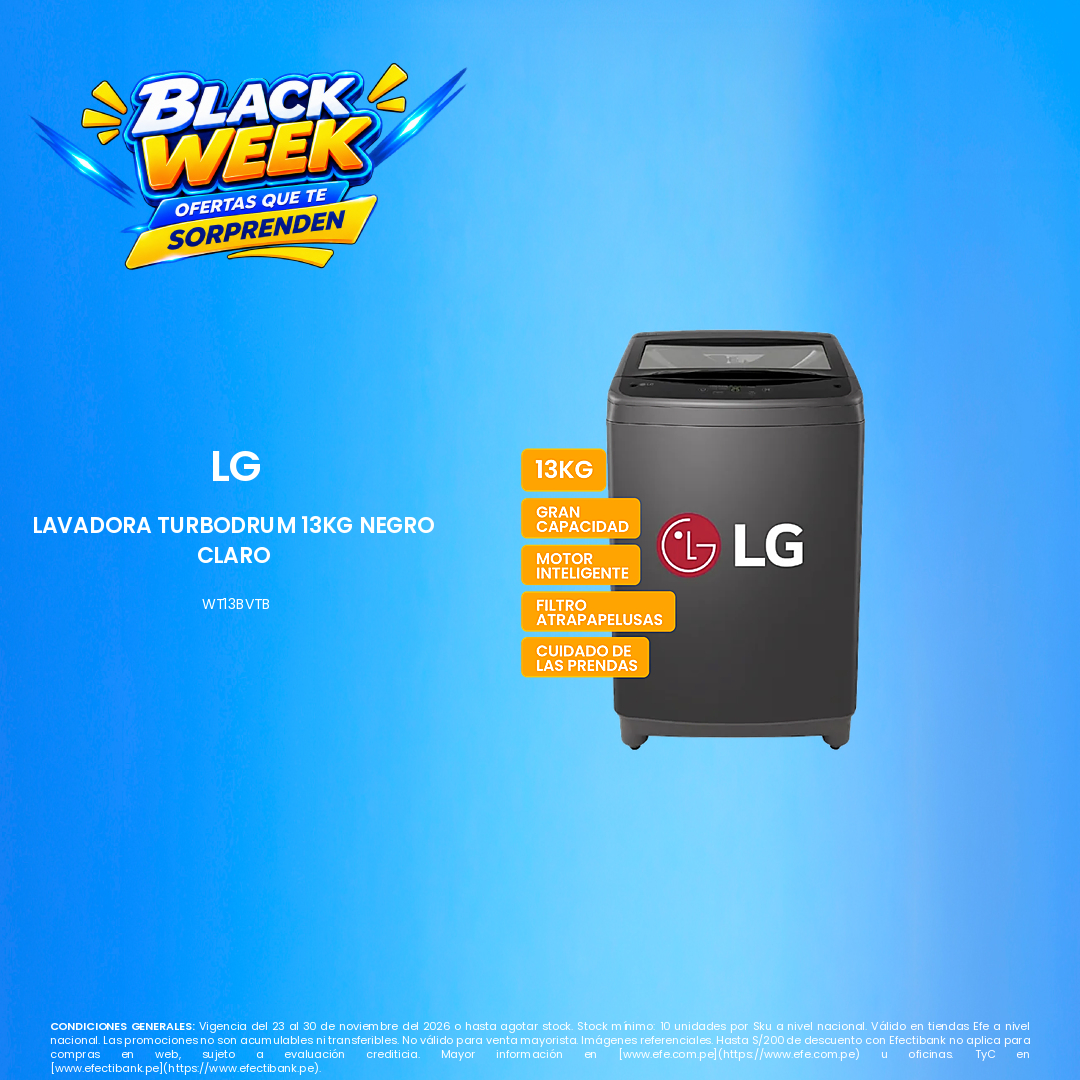 BLACK
WEEK
OFERTAS QUE TE
SORPRENDEN
LG
LAVADORA TURBODRUM 13KG NEGRO
CLARO
WT13BVTB
13KG
GRAN
CAPACIDAD
MOTOR
INTELIGENTE
FILTRO
ATRAPAPELUSAS
CUIDADO DE
LAS PRENDAS
LG
CONDICIONES GENERALES: Vigencia del 23 al 30 de noviembre del 2026 o hasta agotar stock. Stock mínimo: 10 unidades por Sku a nivel nacional. Válido en tiendas Efe a nivel
nacional. Las promociones no son acumulables ni transferibles. No válido para venta mayorista. Imágenes referenciales. Hasta S/200 de descuento con Efectibank no aplica para
compras en web, sujeto a evaluación crediticia. Mayor información en [www.efe.com.pe](https://www.efe.com.pe) u oficinas. TyC en
[www.efectibank.pe](https://www.efectibank.pe).